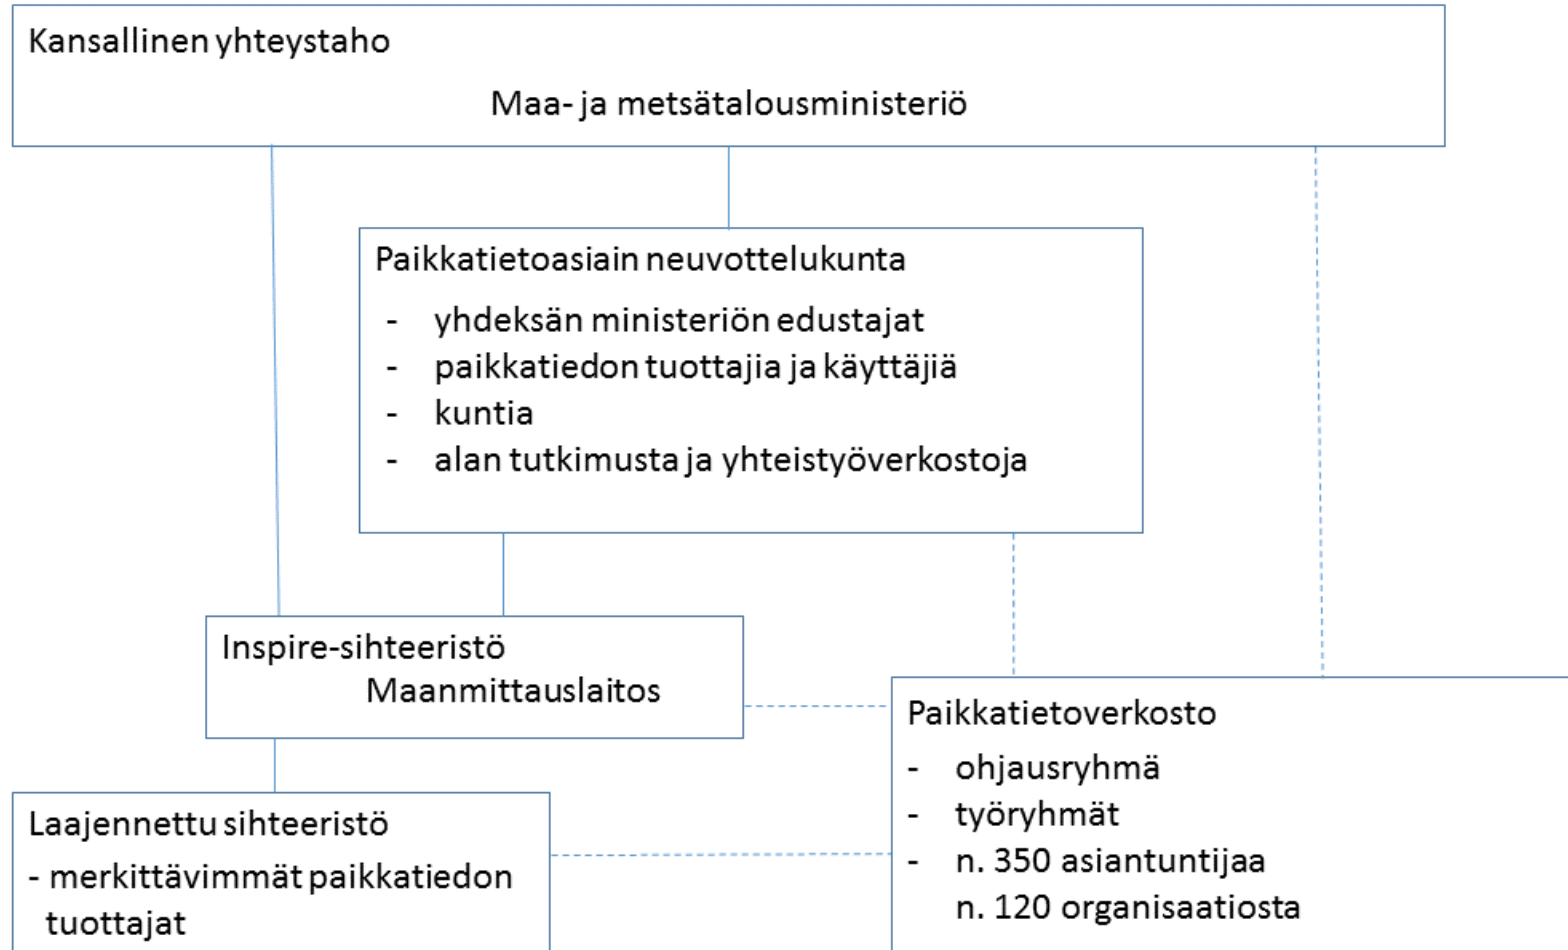 Kansallinen yhteystaho
Maa- ja metsätalousministeriö
Paikkatietoasiain neuvottelukunta
- yhdeksän ministeriön edustajat
- paikkatiedon tuottajia ja käyttäjiä
- kuntia
- alan tutkimusta ja yhteistyöverkostoja
Inspire-sihteeristö
Maanmittauslaitos
Laajennettu sihteeristö
- merkittävimmät paikkatiedon
tuottajat
Paikkatietoverkosto
- ohjausryhmä
- työryhmät
- n. 350 asiantuntijaa
n. 120 organisaatiosta